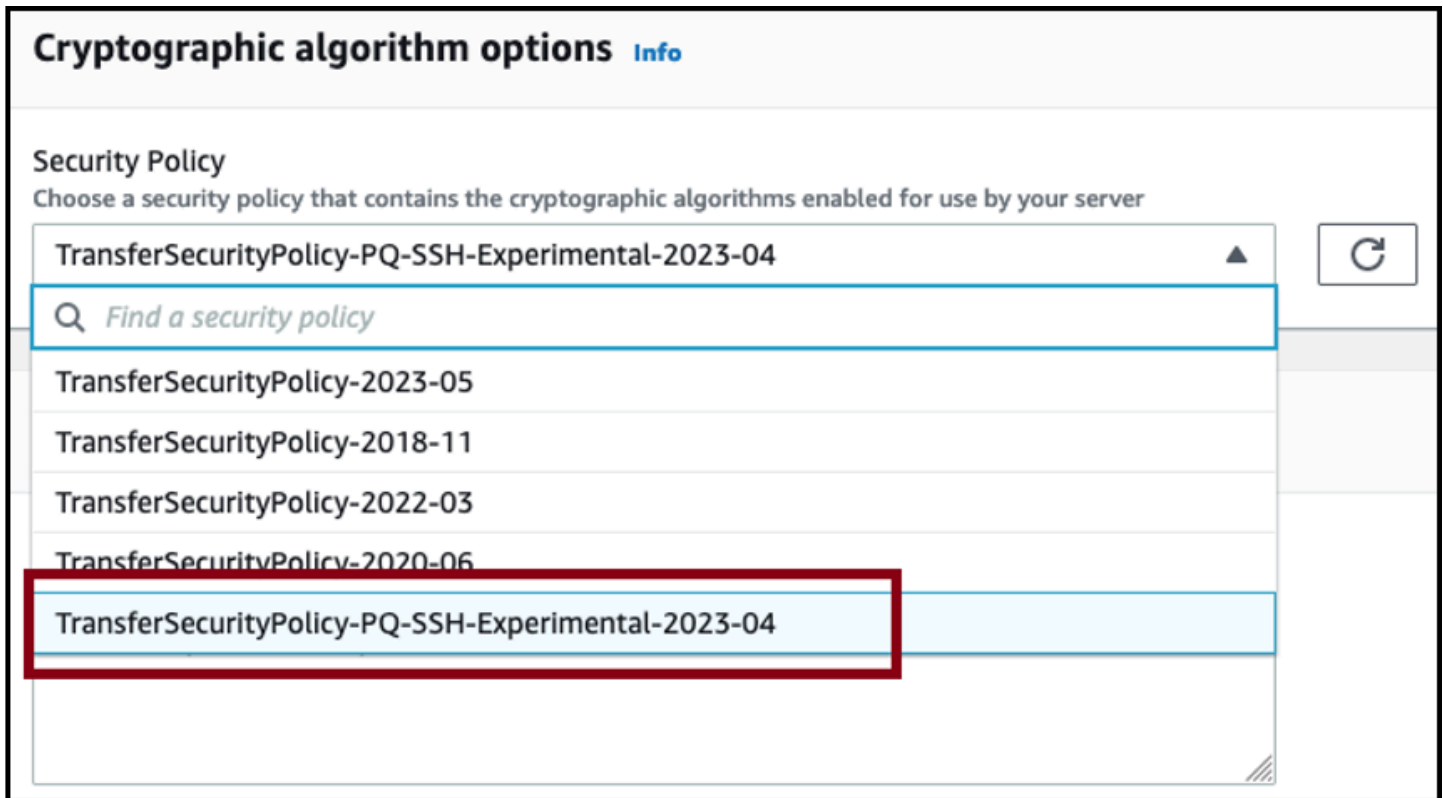 Cryptographic algorithm options Info
Security Policy
Choose a security policy that contains the cryptographic algorithms enabled for use by your server
TransferSecurityPolicy-PQ-SSH-Experimental-2023-04
Find a security policy
TransferSecurityPolicy-2023-05
TransferSecurityPolicy-2018-11
TransferSecurityPolicy-2022-03
TransferSecurityPolicy-2020-06
TransferSecurityPolicy-PQ-SSH-Experimental-2023-04